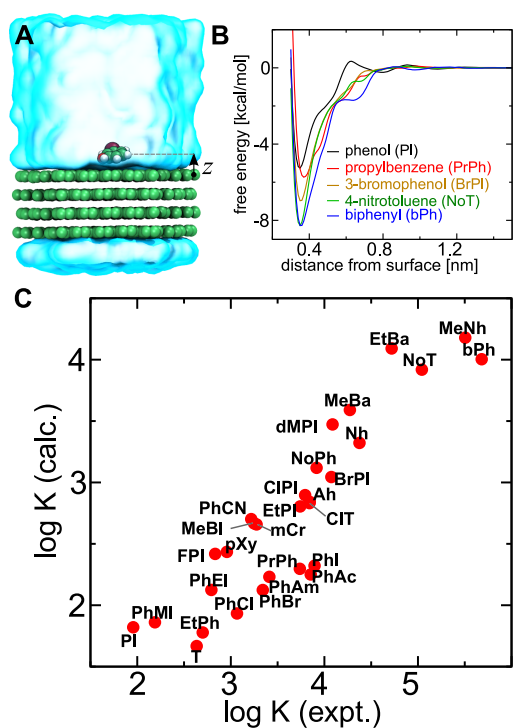 A
z
B
free energy [kcal/mol]
0
-4
-8
phenol (Pl)
propylbenzene (PrPh)
3-bromophenol (BrPl)
4-nitrotoluene (NoT)
biphenyl (bPh)
0.4 0.8 1.2
distance from surface [nm]
C
log K (calc.)
4
3
2
MeNh
EtBa
bPh
NoT
MeBa
dMPl
Nh
NoPh
BrPl
ClPl
Ah
EtPl
ClT
PhCN
MeBl
mCr
pXy
FPl
PrPh
PhI
PhAc
PhEl
PhAm
PhBr
PhCl
PhMl
EtPh
Pl
T
2 3 4 5
log K (expt.)